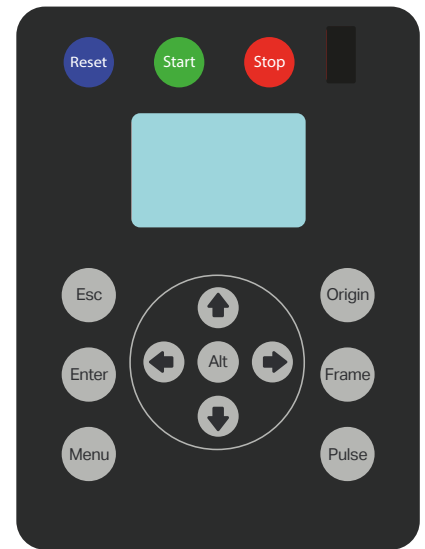 Reset
Start
Stop
Esc
Origin
Alt
Enter
Frame
Menu
Pulse